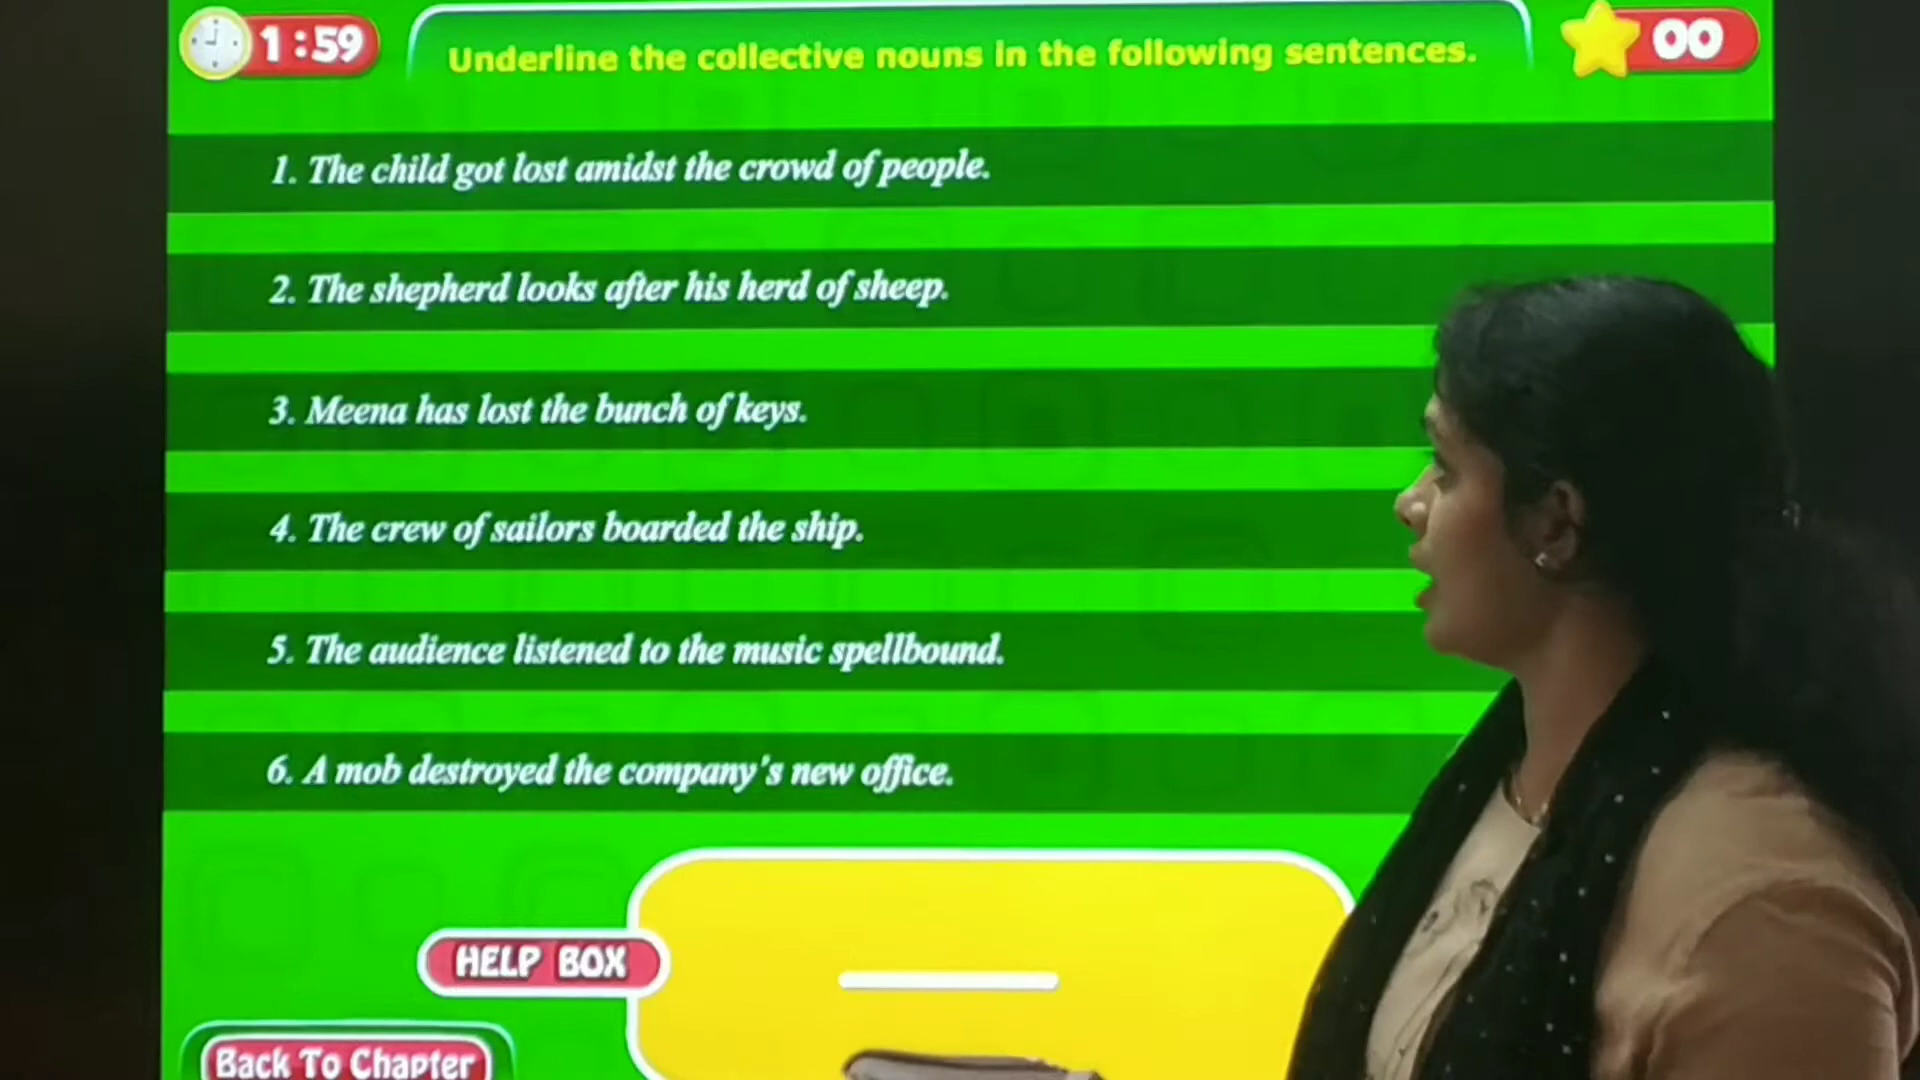 1:59
Underline the collective nouns in the following sentences.
00
1. The child got lost amidst the crowd of people.
2. The shepherd looks after his herd of sheep.
3. Meena has lost the bunch of keys.
4. The crew of sailors boarded the ship.
5. The audience listened to the music spellbound.
6. A mob destroyed the company's new office.
HELP BOX
Back To Chapter